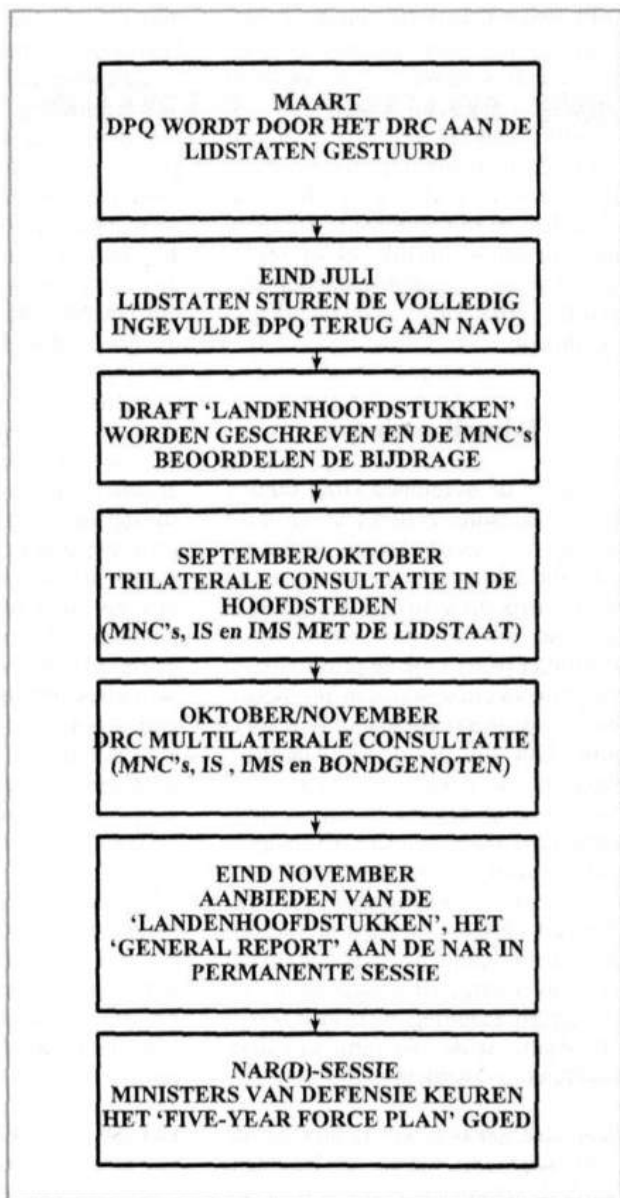 MAART
DPQ WORDT DOOR HET DRC AAN DE
LIDSTATEN GESTUURD
EIND JULI
LIDSTATEN STUREN DE VOLLEDIG
INGEVULDE DPQ TERUG AAN NAVO
DRAFT ‘LANDENHOOFDSTUKKEN’
WORDEN GESCHREVEN EN DE MNC’s
BEOORDELEN DE BIJDRAGE
SEPTEMBER/OKTOBER
TRILATERALE CONSULTATIE IN DE
HOOFDSTEDEN
(MNC’s, IS en IMS MET DE LIDSTAAT)
OKTOBER/NOVEMBER
DRC MULTILATERALE CONSULTATIE
(MNC’s, IS , IMS en BONDGENOTEN)
EIND NOVEMBER
AANBIEDEN VAN DE
‘LANDENHOOFDSTUKKEN’, HET
‘GENERAL REPORT’ AAN DE NAR IN
PERMANENTE SESSIE
NAR(D)-SESSIE
MINISTERS VAN DEFENSIE KEUREN
HET ‘FIVE-YEAR FORCE PLAN’ GOED